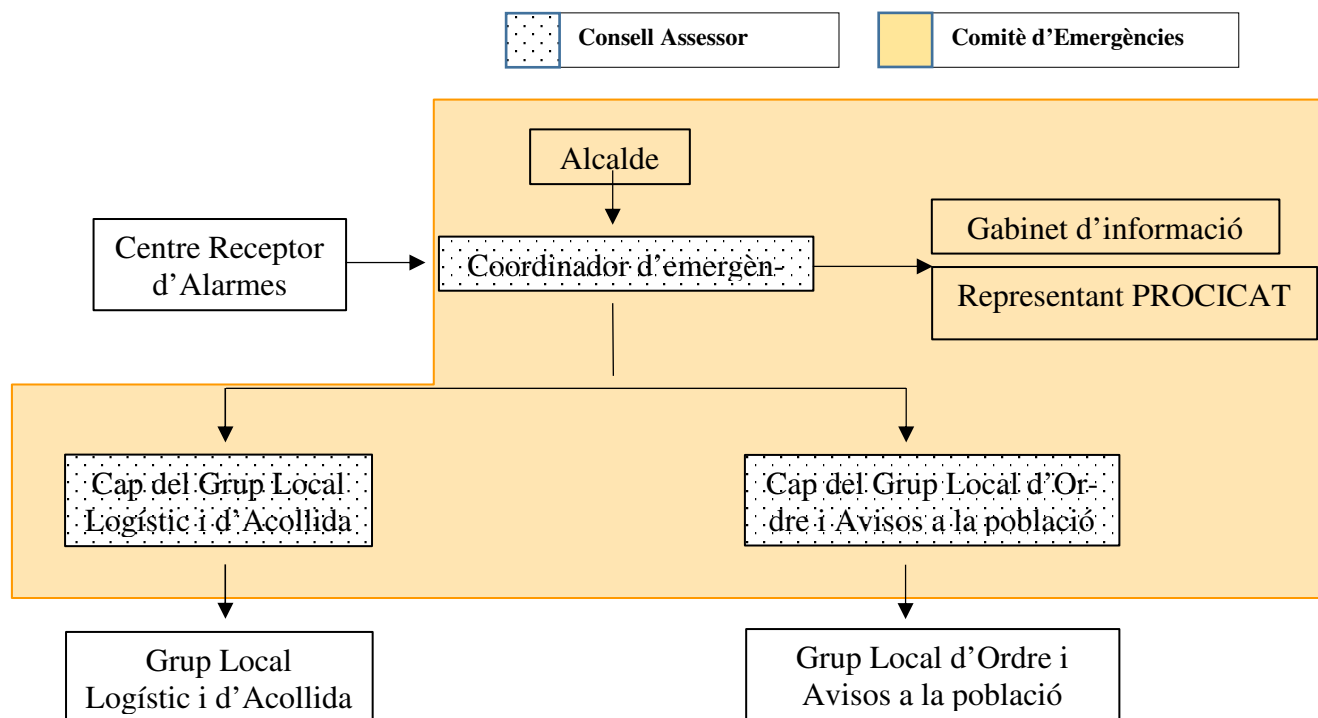 Consell Assessor
Comitè d’Emergències
Alcalde
Centre Receptor
d’Alarmes
Coordinador d’emergèn-
Gabinet d’informació
Representant PROCICAT
Cap del Grup Local
Logístic i d’Acollida
Cap del Grup Local d’Or-
dre i Avisos a la població
Grup Local
Logístic i d’Acollida
Grup Local d’Ordre i
Avisos a la població